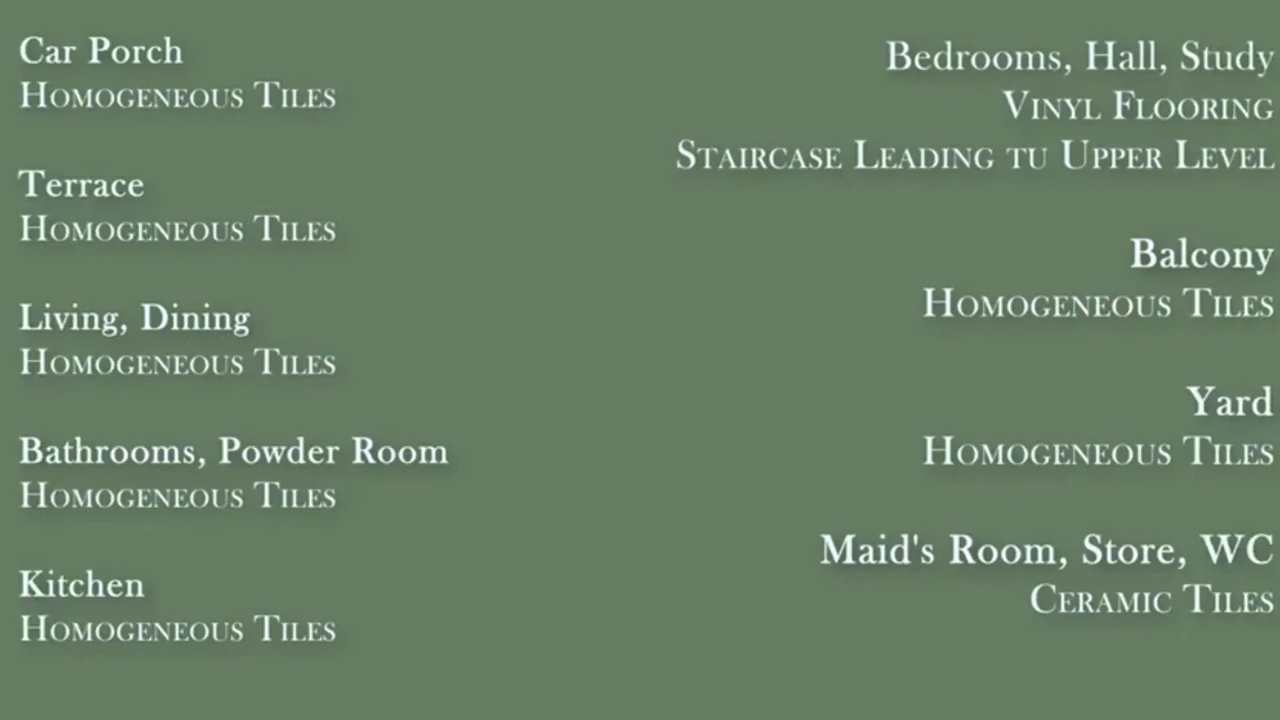 Car Porch
Homogeneous Tiles
Terrace
Homogeneous Tiles
Living, Dining
Homogeneous Tiles
Bathrooms, Powder Room
Homogeneous Tiles
Kitchen
Homogeneous Tiles
Bedrooms, Hall, Study
Vinyl Flooring
Staircase Leading tu Upper Level
Balcony
Homogeneous Tiles
Yard
Homogeneous Tiles
Maid's Room, Store, WC
Ceramic Tiles